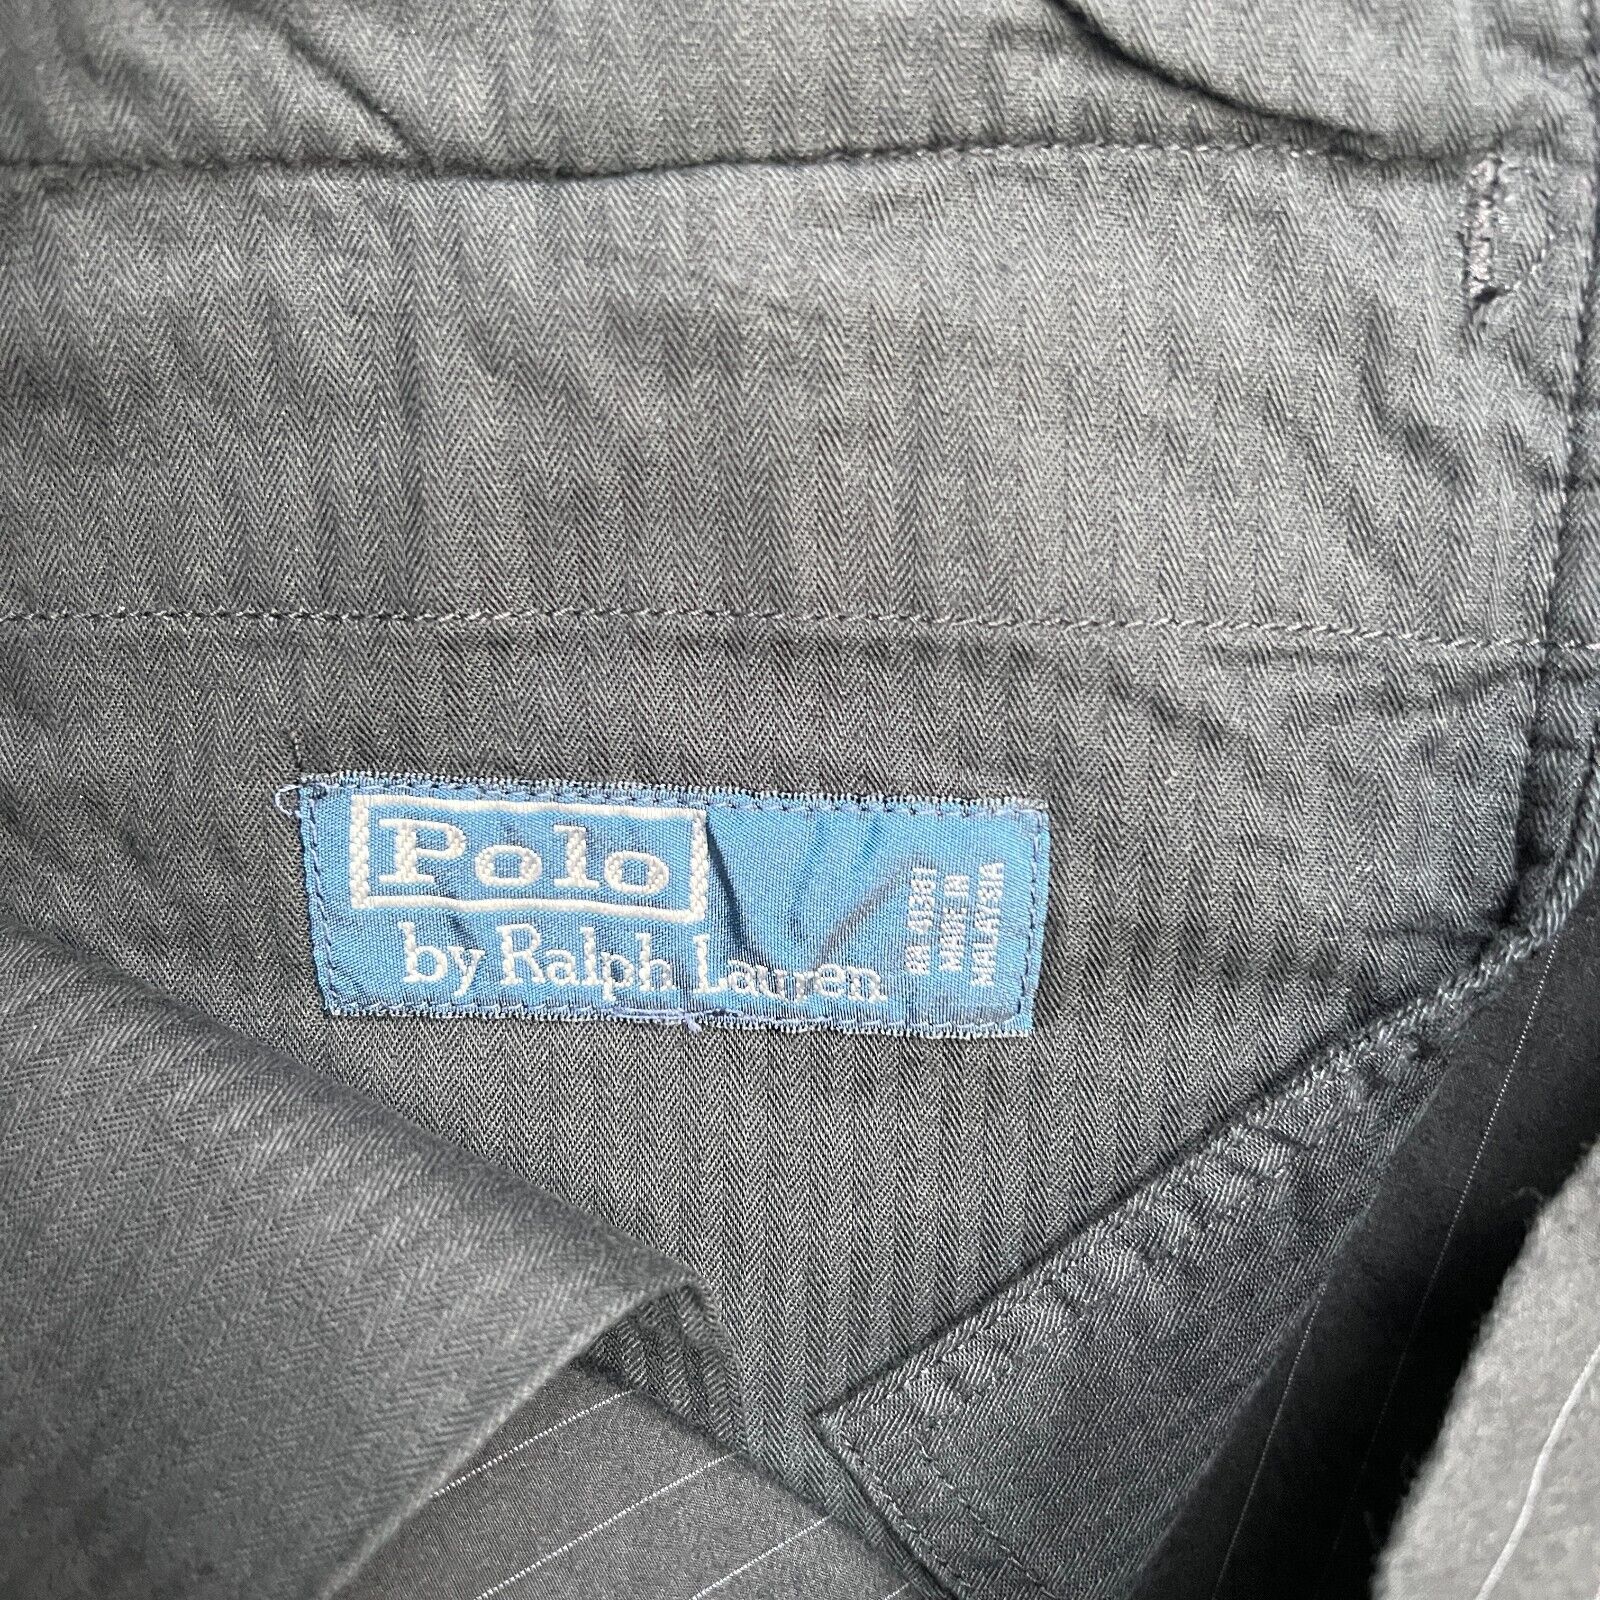 Polo
by Ralph Lauren
RN 41381
MADE IN
MALAYSIA